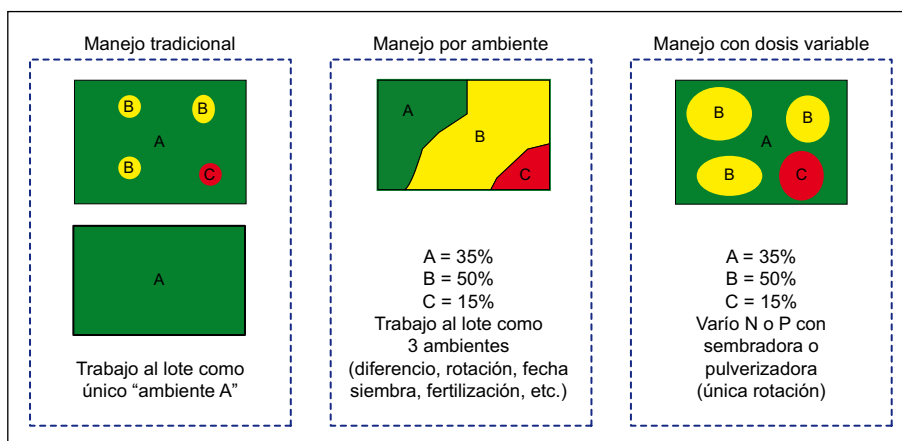 Manejo tradicional
B
B
A
B
C
A
Trabajo al lote como
único “ambiente A”
Manejo por ambiente
A
B
C
A = 35%
B = 50%
C = 15%
Trabajo al lote como
3 ambientes
(diferencio, rotación, fecha
siembra, fertilización, etc.)
Manejo con dosis variable
B
B
A
B
C
A = 35%
B = 50%
C = 15%
Varío N o P con
sembradora o
pulverizadora
(única rotación)